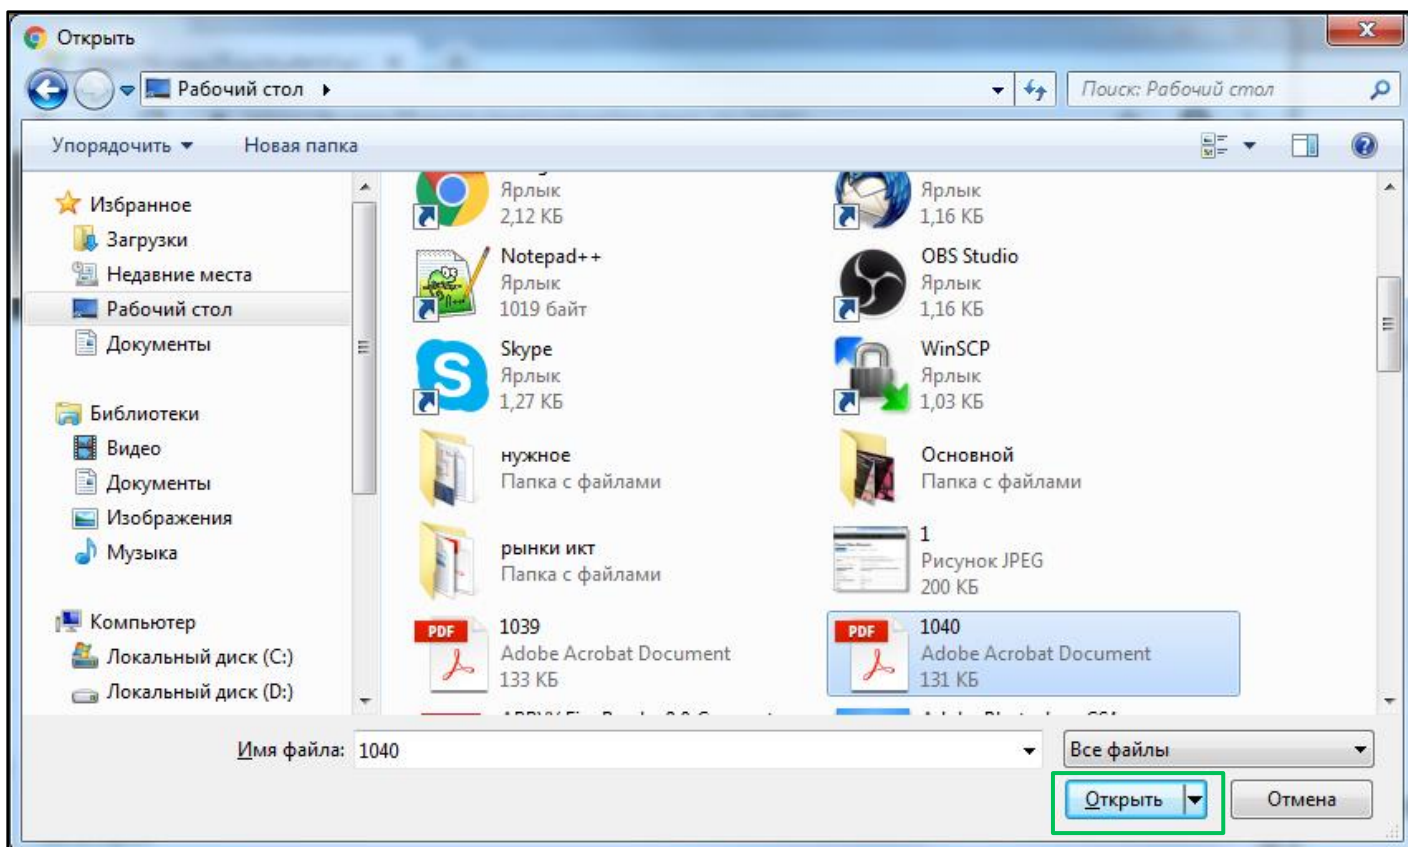 Открыть
Рабочий стол
Поиск: Рабочий стол
Упорядочить
Новая папка
Избранное
Загрузки
Недавние места
Рабочий стол
Документы
Библиотеки
Видео
Документы
Изображения
Музыка
Компьютер
Локальный диск (C:)
Локальный диск (D:)
Ярлык
2,12 КБ
Ярлык
1,16 КБ
Notepad++
Ярлык
1019 байт
OBS Studio
Ярлык
1,16 КБ
Skype
Ярлык
1,27 КБ
WinSCP
Ярлык
1,03 КБ
нужное
Папка с файлами
Основной
Папка с файлами
рынки икт
Папка с файлами
1
Рисунок JPEG
200 КБ
PDF
1039
Adobe Acrobat Document
133 КБ
PDF
1040
Adobe Acrobat Document
131 КБ
Имя файла: 1040
Все файлы
Открыть
Отмена